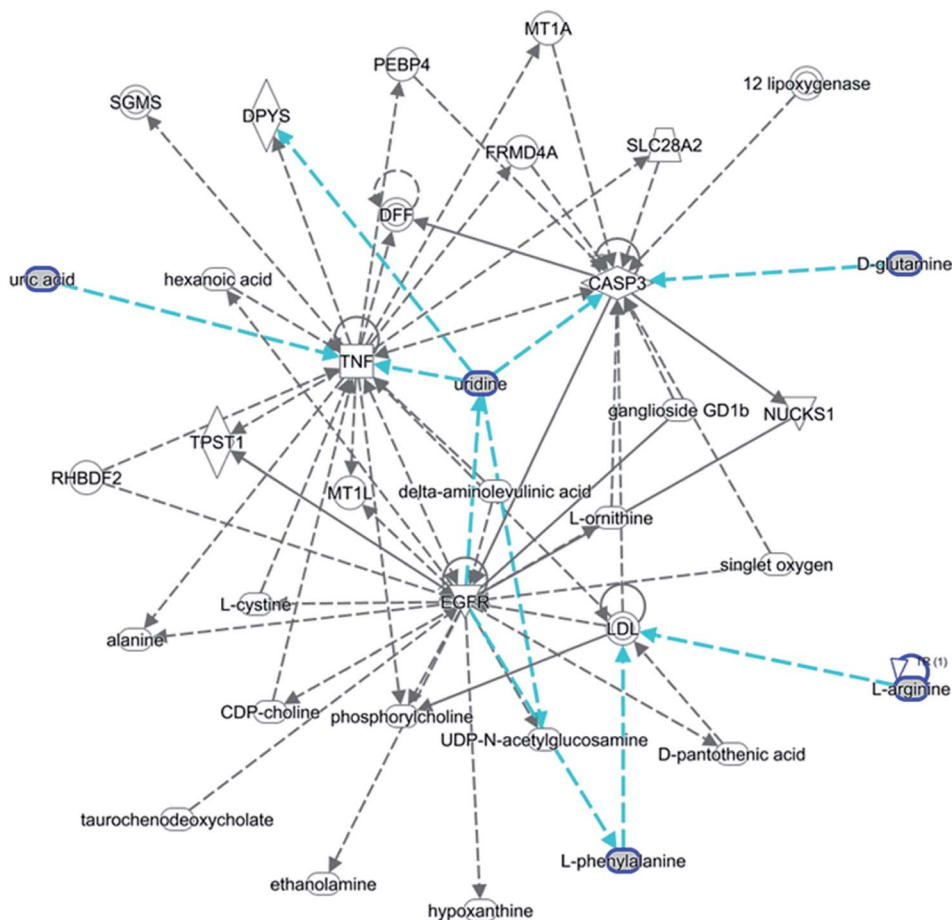 MT1A
PEBP4
12 lipoxygenase
SGMS
DPYS
FRMD4A
SLC28A2
DFF
uric acid
hexanoic acid
CASP3
D-glutamine
TNF
uridine
ganglioside GD1b
NUCKS1
TPST1
RHBDF2
MT1L
delta-aminolevulinic acid
L-ornithine
singlet oxygen
EGFR
L-cystine
LDL
alanine
TR (1)
L-arginine
CDP-choline
phosphorylcholine
UDP-N-acetylglucosamine
D-pantothenic acid
taurochenodeoxycholate
L-phenylalanine
ethanolamine
hypoxanthine